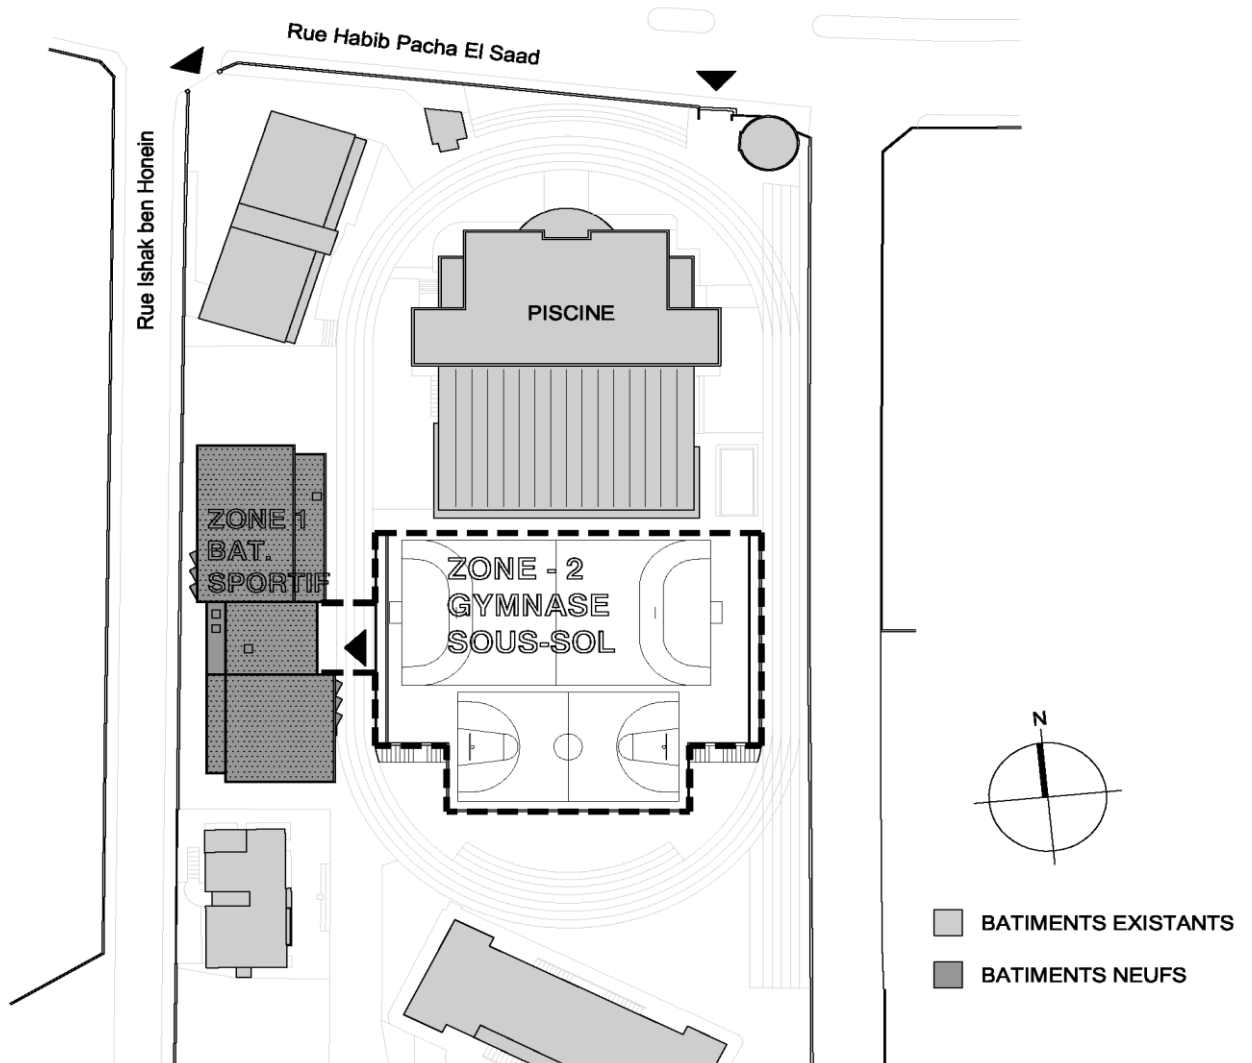 Rue Habib Pacha El Saad
Rue Ishak ben Honein
PISCINE
ZONE 1
BAT.
SPORTIF
ZONE - 2
GYMNASE
SOUS-SOL
N
BATIMENTS EXISTANTS
BATIMENTS NEUFS